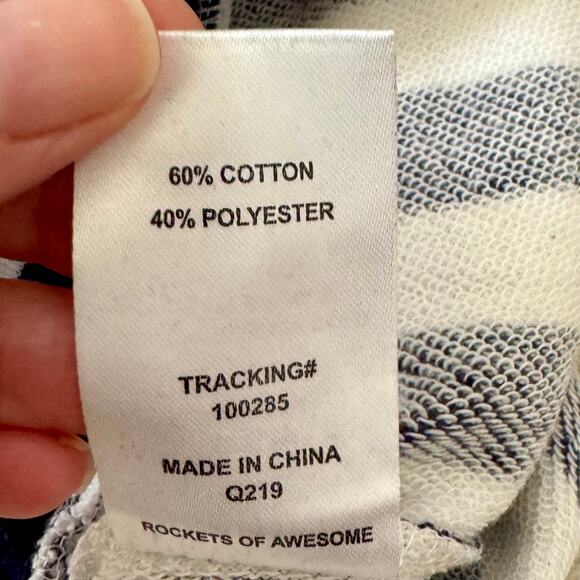 60% COTTON
40% POLYESTER
TRACKING#
100285
MADE IN CHINA
Q219
ROCKETS OF AWESOME